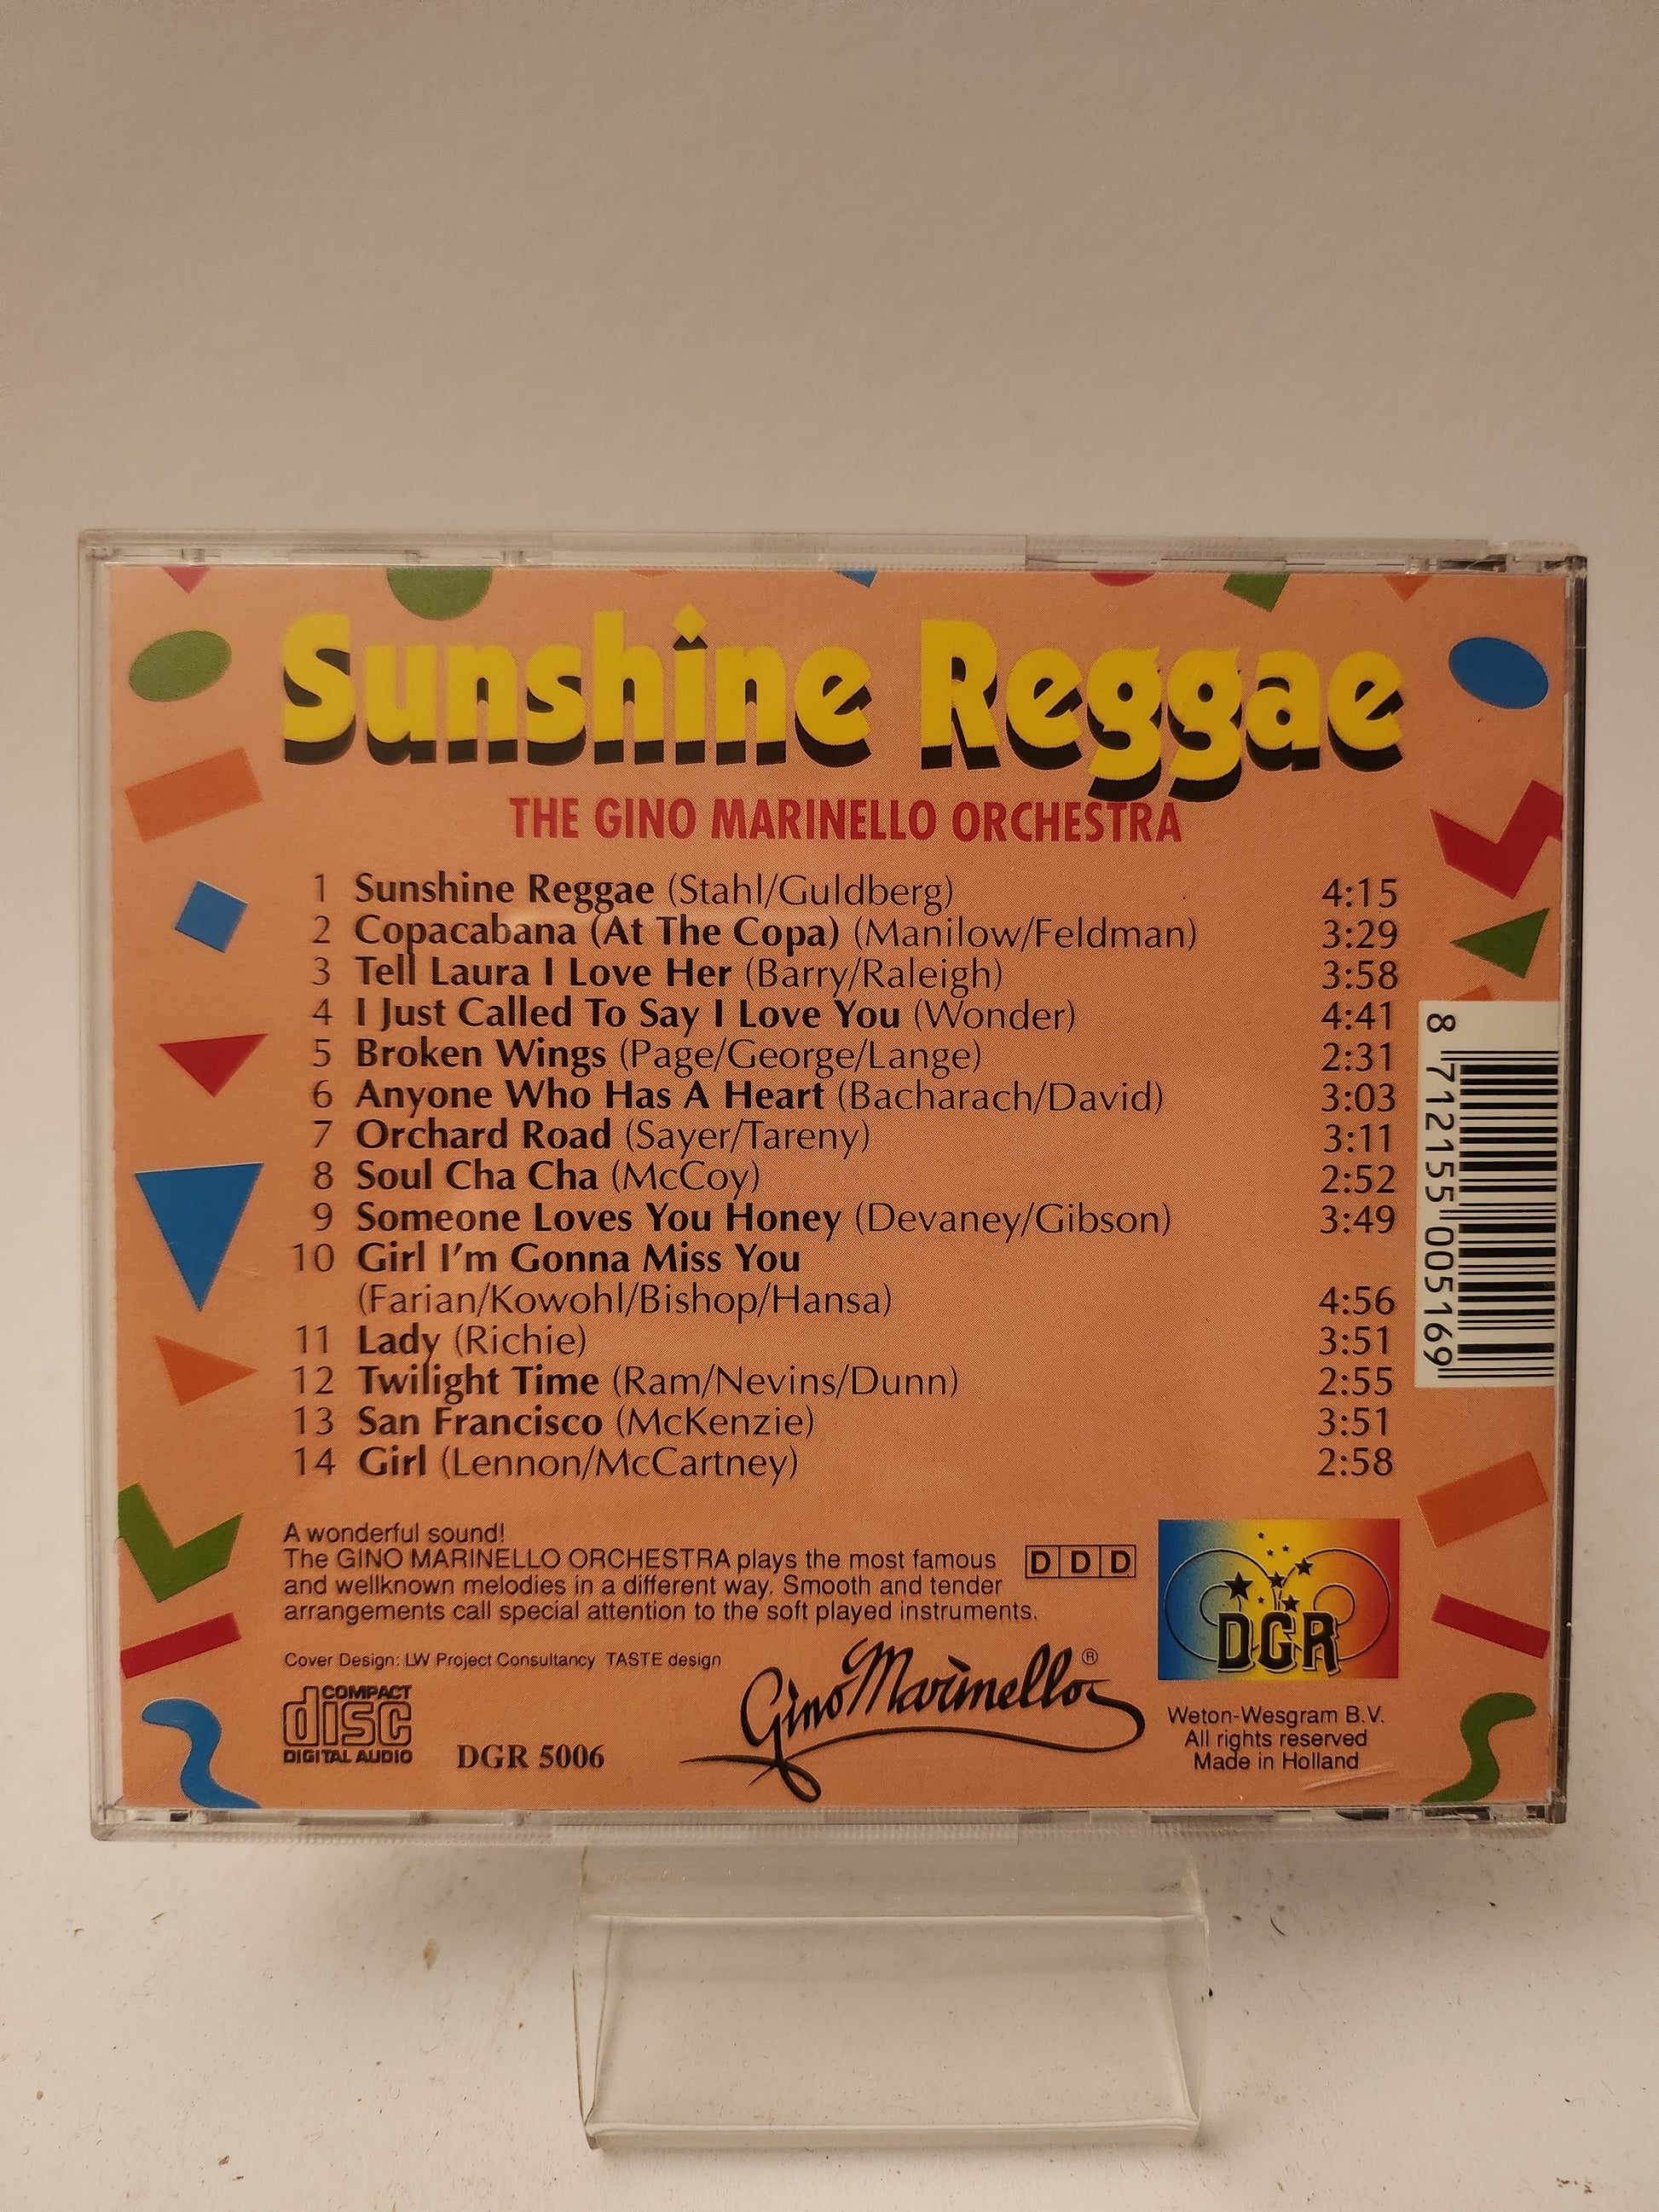 Sunshine Reggae
THE GINO MARINELLO ORCHESTRA
1 Sunshine Reggae (Stahl/Guldberg) 4:15
2 Copacabana (At The Copa) (Manilow/Feldman) 3:29
3 Tell Laura I Love Her (Barry/Raleigh) 3:58
4 I Just Called To Say I Love You (Wonder) 4:41
5 Broken Wings (Page/George/Lange) 2:31
6 Anyone Who Has A Heart (Bacharach/David) 3:03
7 Orchard Road (Sayer/Tareny) 3:11
8 Soul Cha Cha (McCoy) 2:52
9 Someone Loves You Honey (Devaney/Gibson) 3:49
10 Girl I'm Gonna Miss You
(Farian/Kowohl/Bishop/Hansa) 4:56
11 Lady (Richie) 3:51
12 Twilight Time (Ram/Nevins/Dunn) 2:55
13 San Francisco (McKenzie) 3:51
14 Girl (Lennon/McCartney) 2:58
8 712155 005169
A wonderful sound!
The GINO MARINELLO ORCHESTRA plays the most famous
and wellknown melodies in a different way. Smooth and tender
arrangements call special attention to the soft played instruments.
DDD
DGR
Cover Design: LW Project Consultancy TASTE design
COMPACT
disc
DIGITAL AUDIO
DGR 5006
Gino Marinello ®
Weton-Wesgram B.V.
All rights reserved
Made in Holland